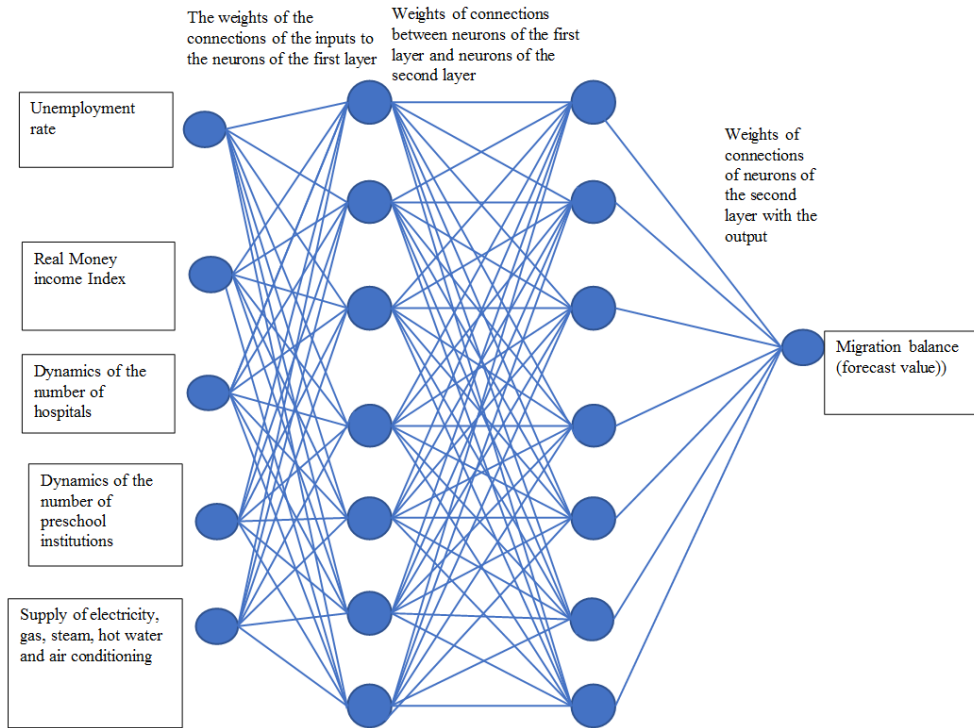 The weights of the
connections of the inputs to
the neurons of the first layer
Weights of connections
between neurons of the first
layer and neurons of the
second layer
Unemployment
rate
Weights of
connections
of neurons of
the second
layer with the
output
Real Money
income Index
Migration balance
(forecast value))
Dynamics of the
number of
hospitals
Dynamics of the
number of
preschool
institutions
Supply of electricity,
gas, steam, hot water
and air conditioning